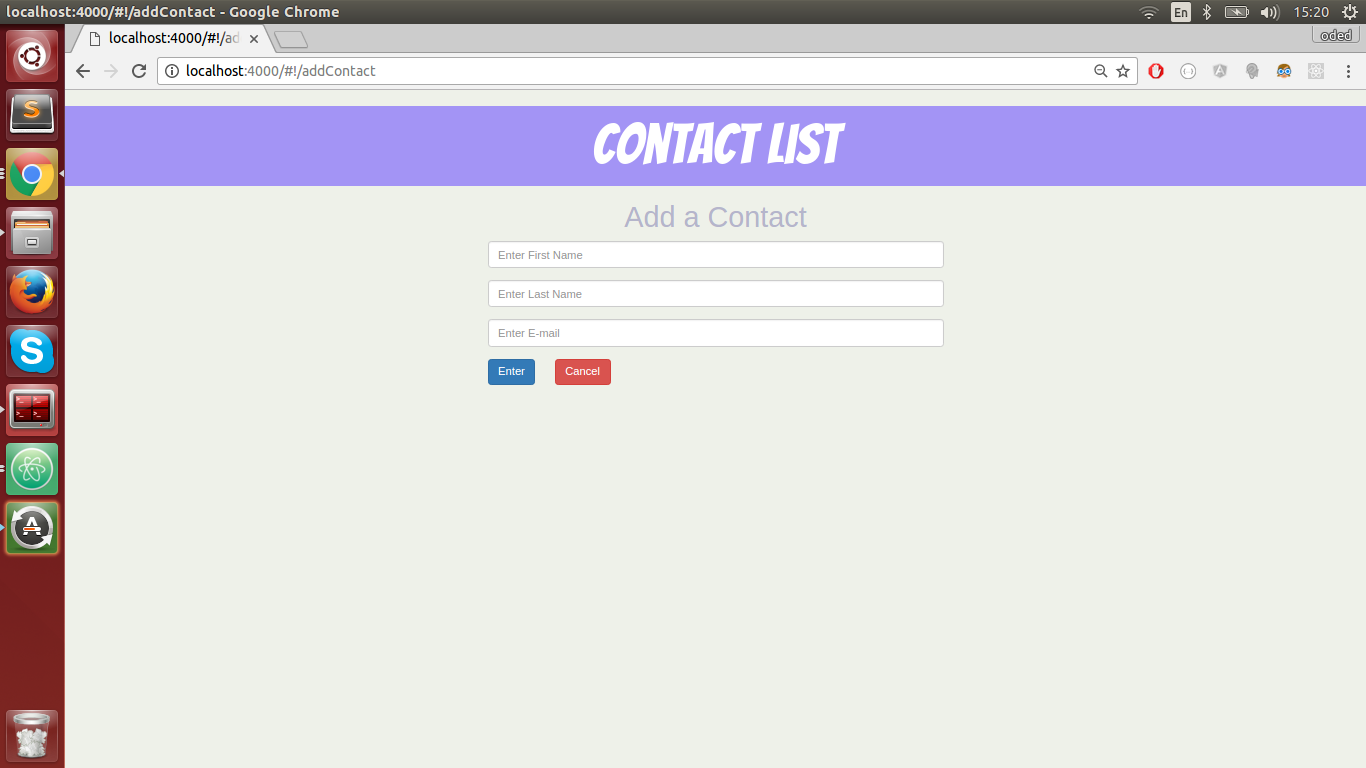 localhost:4000/#!/addContact - Google Chrome
En
15:20
localhost:4000/#!/ad
oded
localhost:4000/#!/addContact
CONTACT LIST
Add a Contact
Enter First Name
Enter Last Name
Enter E-mail
Enter Cancel